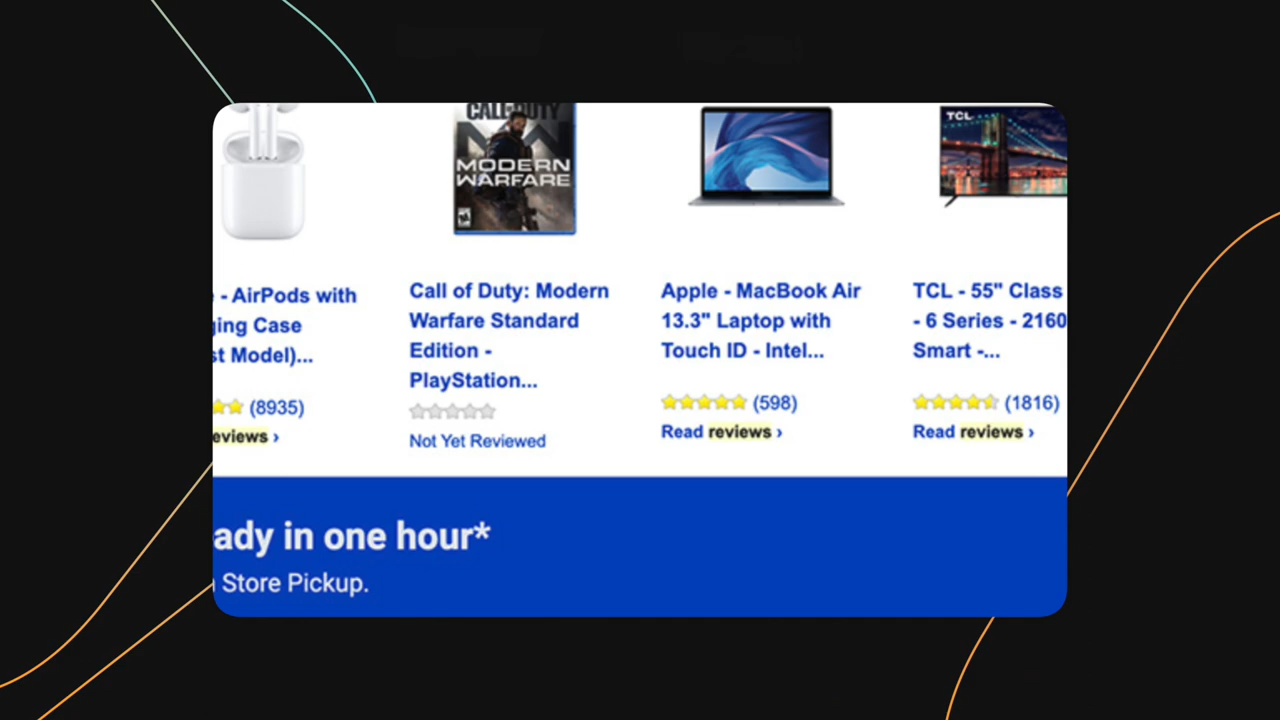 CALL OF DUTY
MODERN
WARFARE
TCL
- AirPods with
ging Case
st Model)...
(8935)
eviews ›
Call of Duty: Modern
Warfare Standard
Edition -
PlayStation...
Not Yet Reviewed
Apple - MacBook Air
13.3" Laptop with
Touch ID - Intel...
(598)
Read reviews ›
TCL - 55" Class
- 6 Series - 2160
Smart -...
(1816)
Read reviews ›
ady in one hour*
Store Pickup.